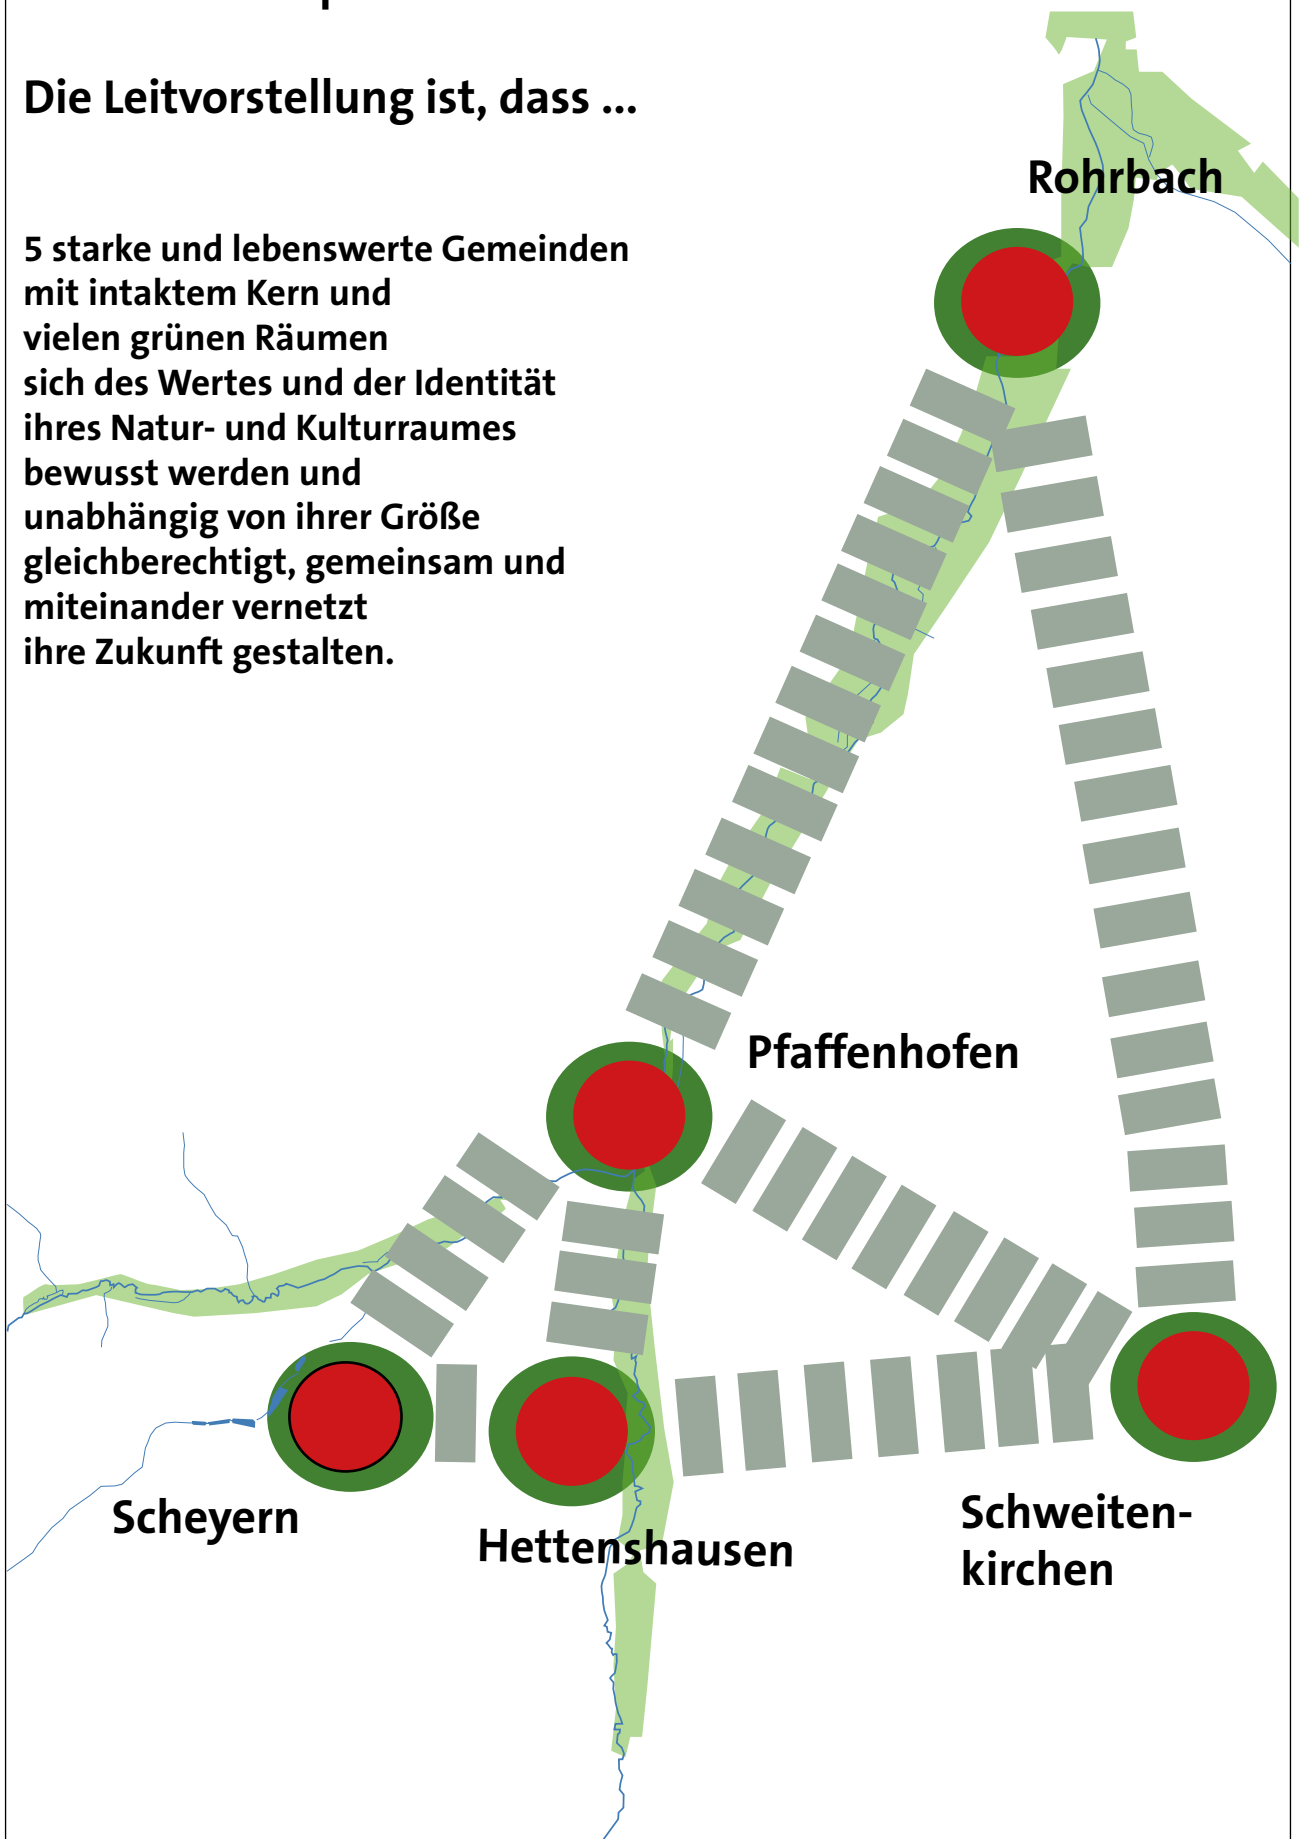 Die Leitvorstellung ist, dass ...
5 starke und lebenswerte Gemeinden
mit intaktem Kern und
vielen grünen Räumen
sich des Wertes und der Identität
ihres Natur- und Kulturraumes
bewusst werden und
unabhängig von ihrer Größe
gleichberechtigt, gemeinsam und
miteinander vernetzt
ihre Zukunft gestalten.
Rohrbach
Pfaffenhofen
Scheyern
Hettenshausen
Schweiten-
kirchen